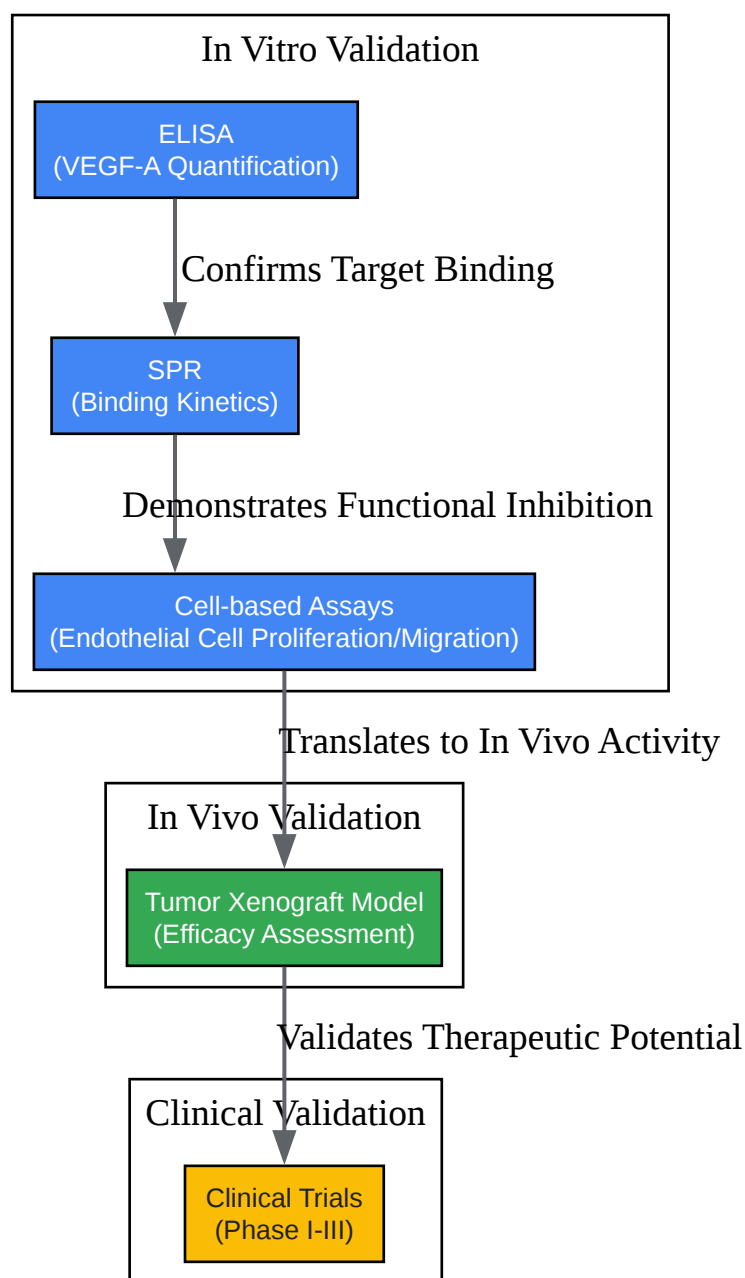 In Vitro Validation
ELISA
(VEGF-A Quantification)
Confirms Target Binding
SPR
(Binding Kinetics)
Demonstrates Functional Inhibition
Cell-based Assays
(Endothelial Cell Proliferation/Migration)
Translates to In Vivo Activity
In Vivo Validation
Tumor Xenograft Model
(Efficacy Assessment)
Validates Therapeutic Potential
Clinical Validation
Clinical Trials
(Phase I-III)